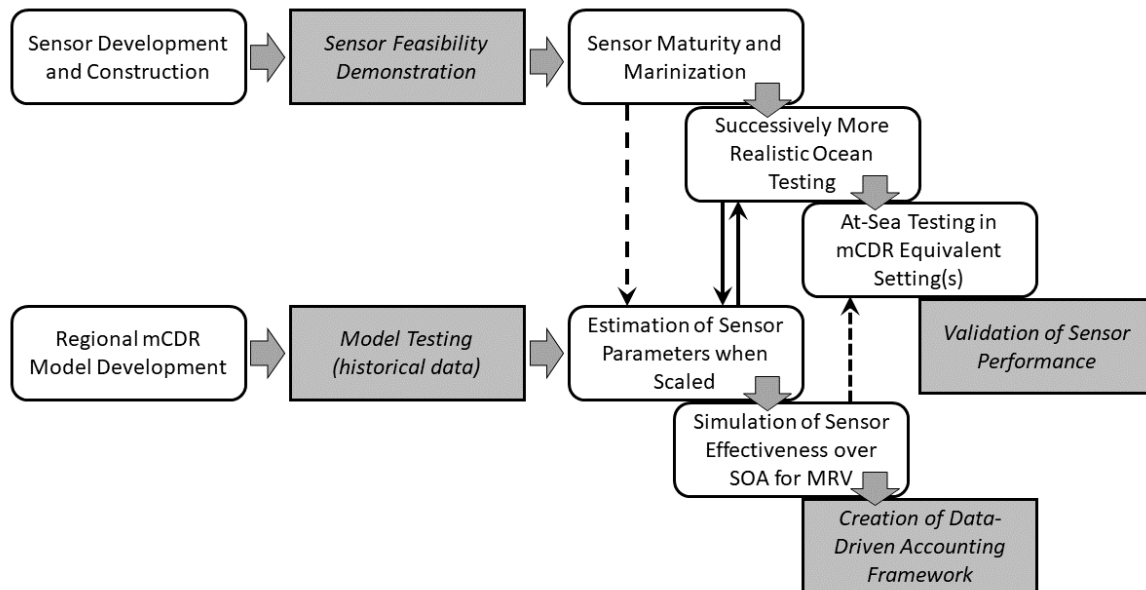 Sensor Development
and Construction
Sensor Feasibility
Demonstration
Sensor Maturity and
Marinization
Successively More
Realistic Ocean
Testing
At-Sea Testing in
mCDR Equivalent
Setting(s)
Validation of Sensor
Performance
Regional mCDR
Model Development
Model Testing
(historical data)
Estimation of Sensor
Parameters when
Scaled
Simulation of Sensor
Effectiveness over
SOA for MRV
Creation of Data-
Driven Accounting
Framework